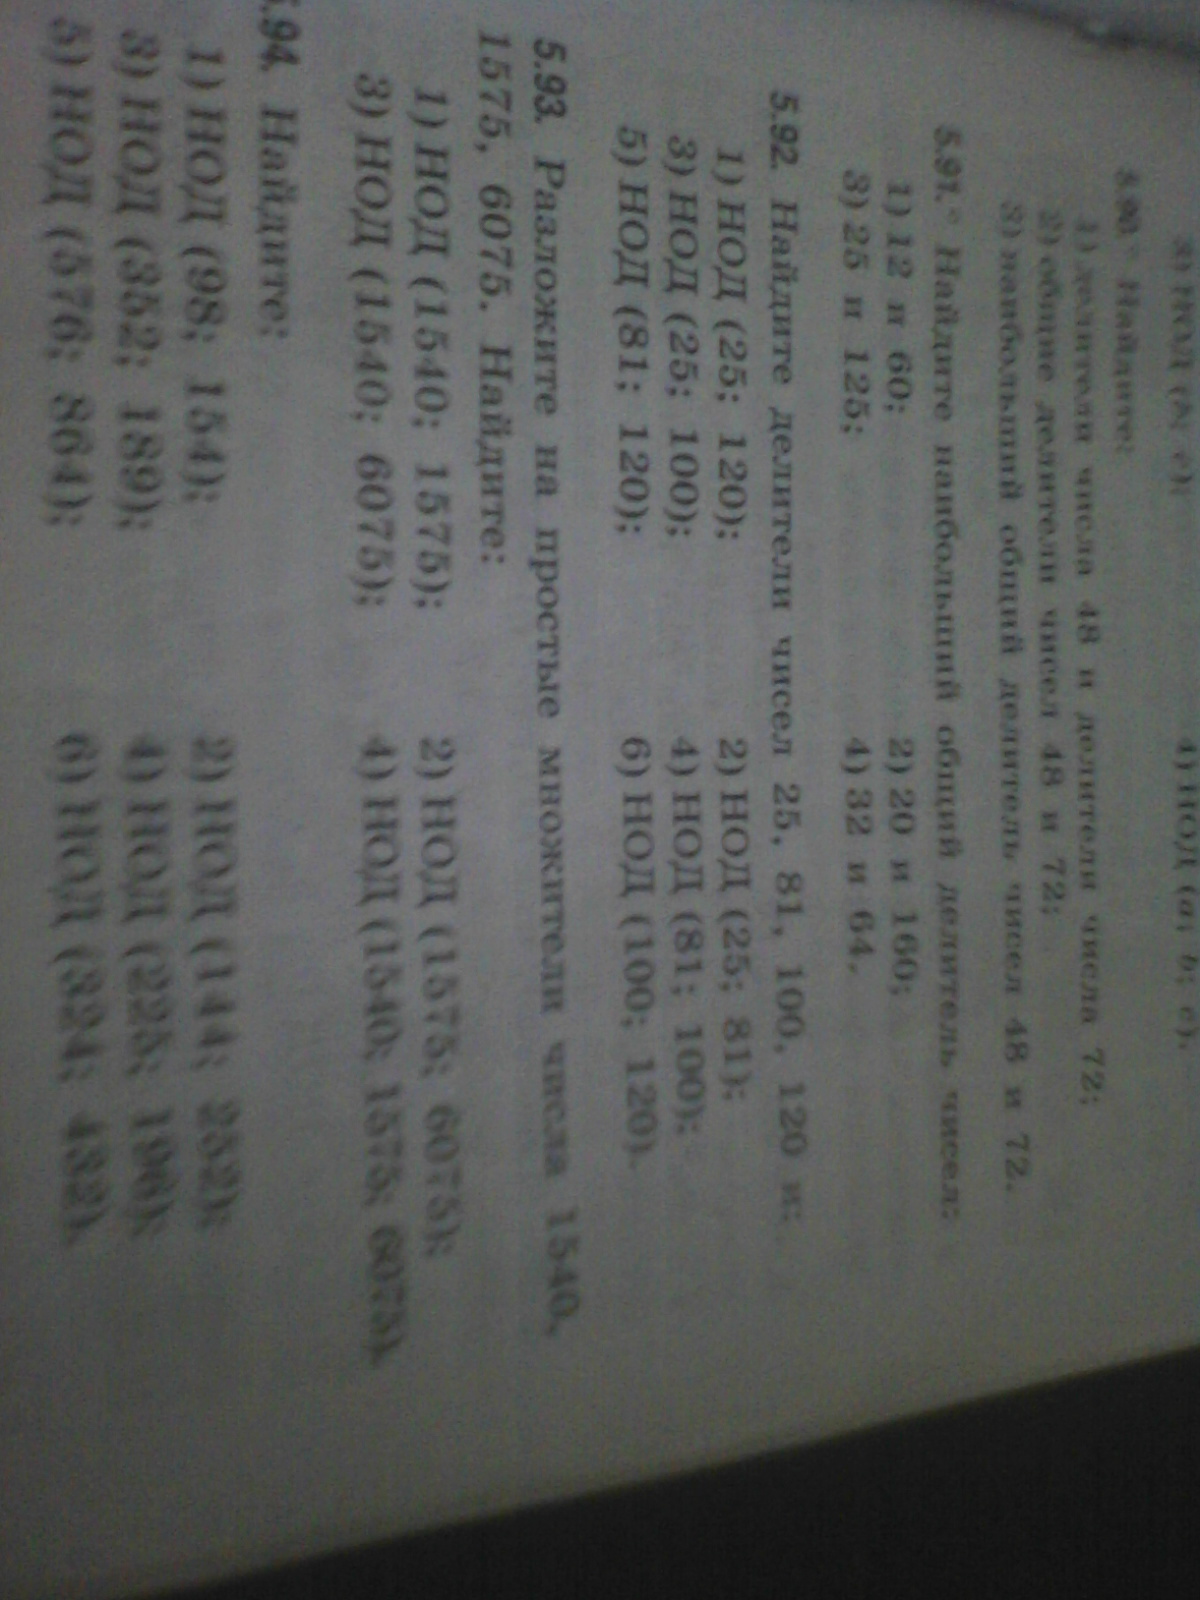 3) НОД (b; c); 4) НОД (a; b; c).
5.90.° Найдите:
1) делители числа 48 и делители числа 72;
2) общие делители чисел 48 и 72;
3) наибольший общий делитель чисел 48 и 72.
5.91.° Найдите наибольший общий делитель чисел:
1) 12 и 60; 2) 20 и 160;
3) 25 и 125; 4) 32 и 64.
5.92. Найдите делители чисел 25, 81, 100, 120 и:
1) НОД (25; 120); 2) НОД (25; 81);
3) НОД (25; 100); 4) НОД (81; 100);
5) НОД (81; 120); 6) НОД (100; 120).
5.93. Разложите на простые множители числа 1540,
1575, 6075. Найдите:
1) НОД (1540; 1575); 2) НОД (1575; 6075);
3) НОД (1540; 6075); 4) НОД (1540; 1575; 6075).
5.94. Найдите:
1) НОД (98; 154); 2) НОД (144; 252);
3) НОД (352; 189); 4) НОД (225; 196);
5) НОД (576; 864); 6) НОД (324; 432).